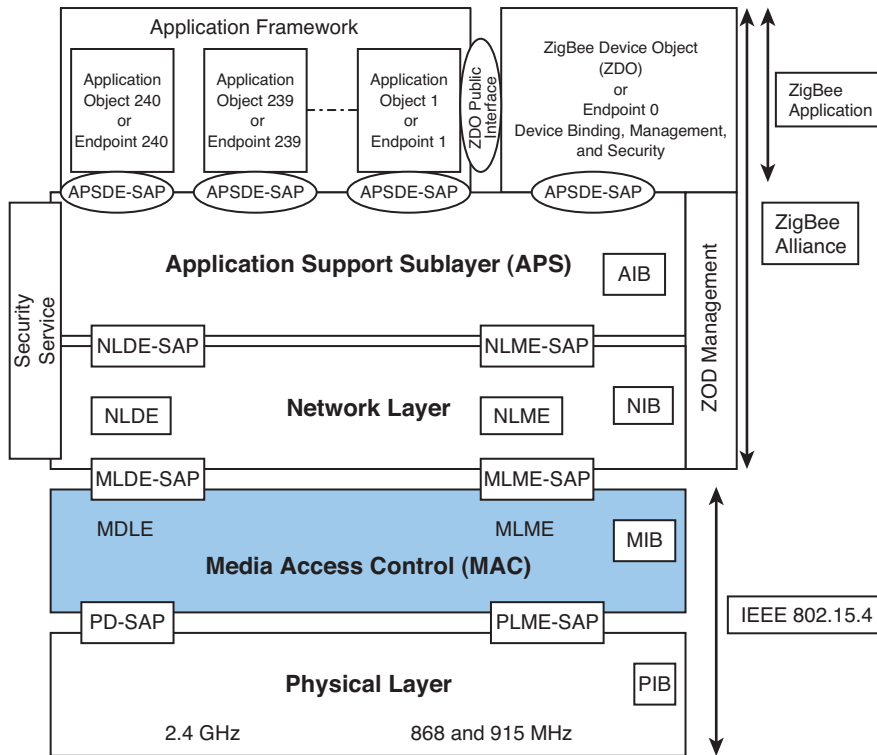 Application Framework
Application
Object 240
or
Endpoint 240
Application
Object 239
or
Endpoint 239
Application
Object 1
or
Endpoint 1
ZDO Public
Interface
ZigBee Device Object
(ZDO)
or
Endpoint 0
Device Binding, Management,
and Security
ZigBee
Application
APSDE-SAP
APSDE-SAP
APSDE-SAP
APSDE-SAP
Security
Service
Application Support Sublayer (APS)
AIB
ZOD Management
ZigBee
Alliance
NLDE-SAP
NLME-SAP
NLDE
Network Layer
NLME
NIB
MLDE-SAP
MLME-SAP
MDLE
MLME
MIB
Media Access Control (MAC)
IEEE 802.15.4
PD-SAP
PLME-SAP
Physical Layer
PIB
2.4 GHz
868 and 915 MHz